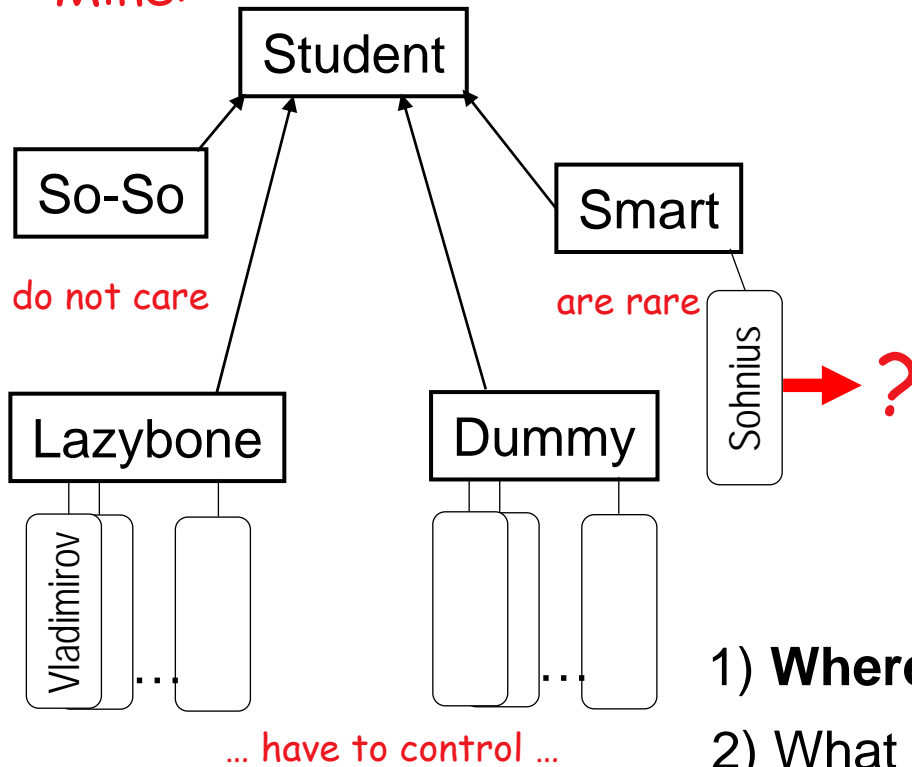 Student
So-So
Smart
do not care
are rare
Sohnius
?
Lazybone
Dummy
Vladimirov
...
...
1) Where
... have to control ...
2) What